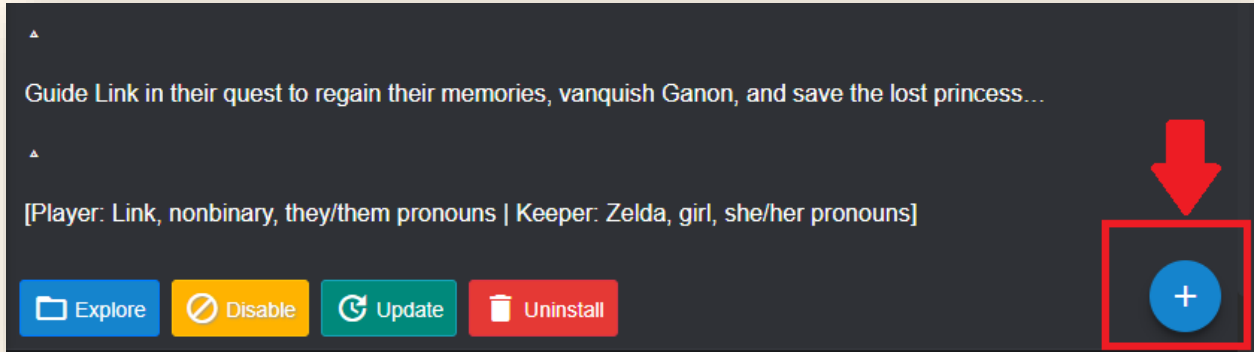 Guide Link in their quest to regain their memories, vanquish Ganon, and save the lost princess...
[Player: Link, nonbinary, they/them pronouns | Keeper: Zelda, girl, she/her pronouns]
Explore Disable Update Uninstall +